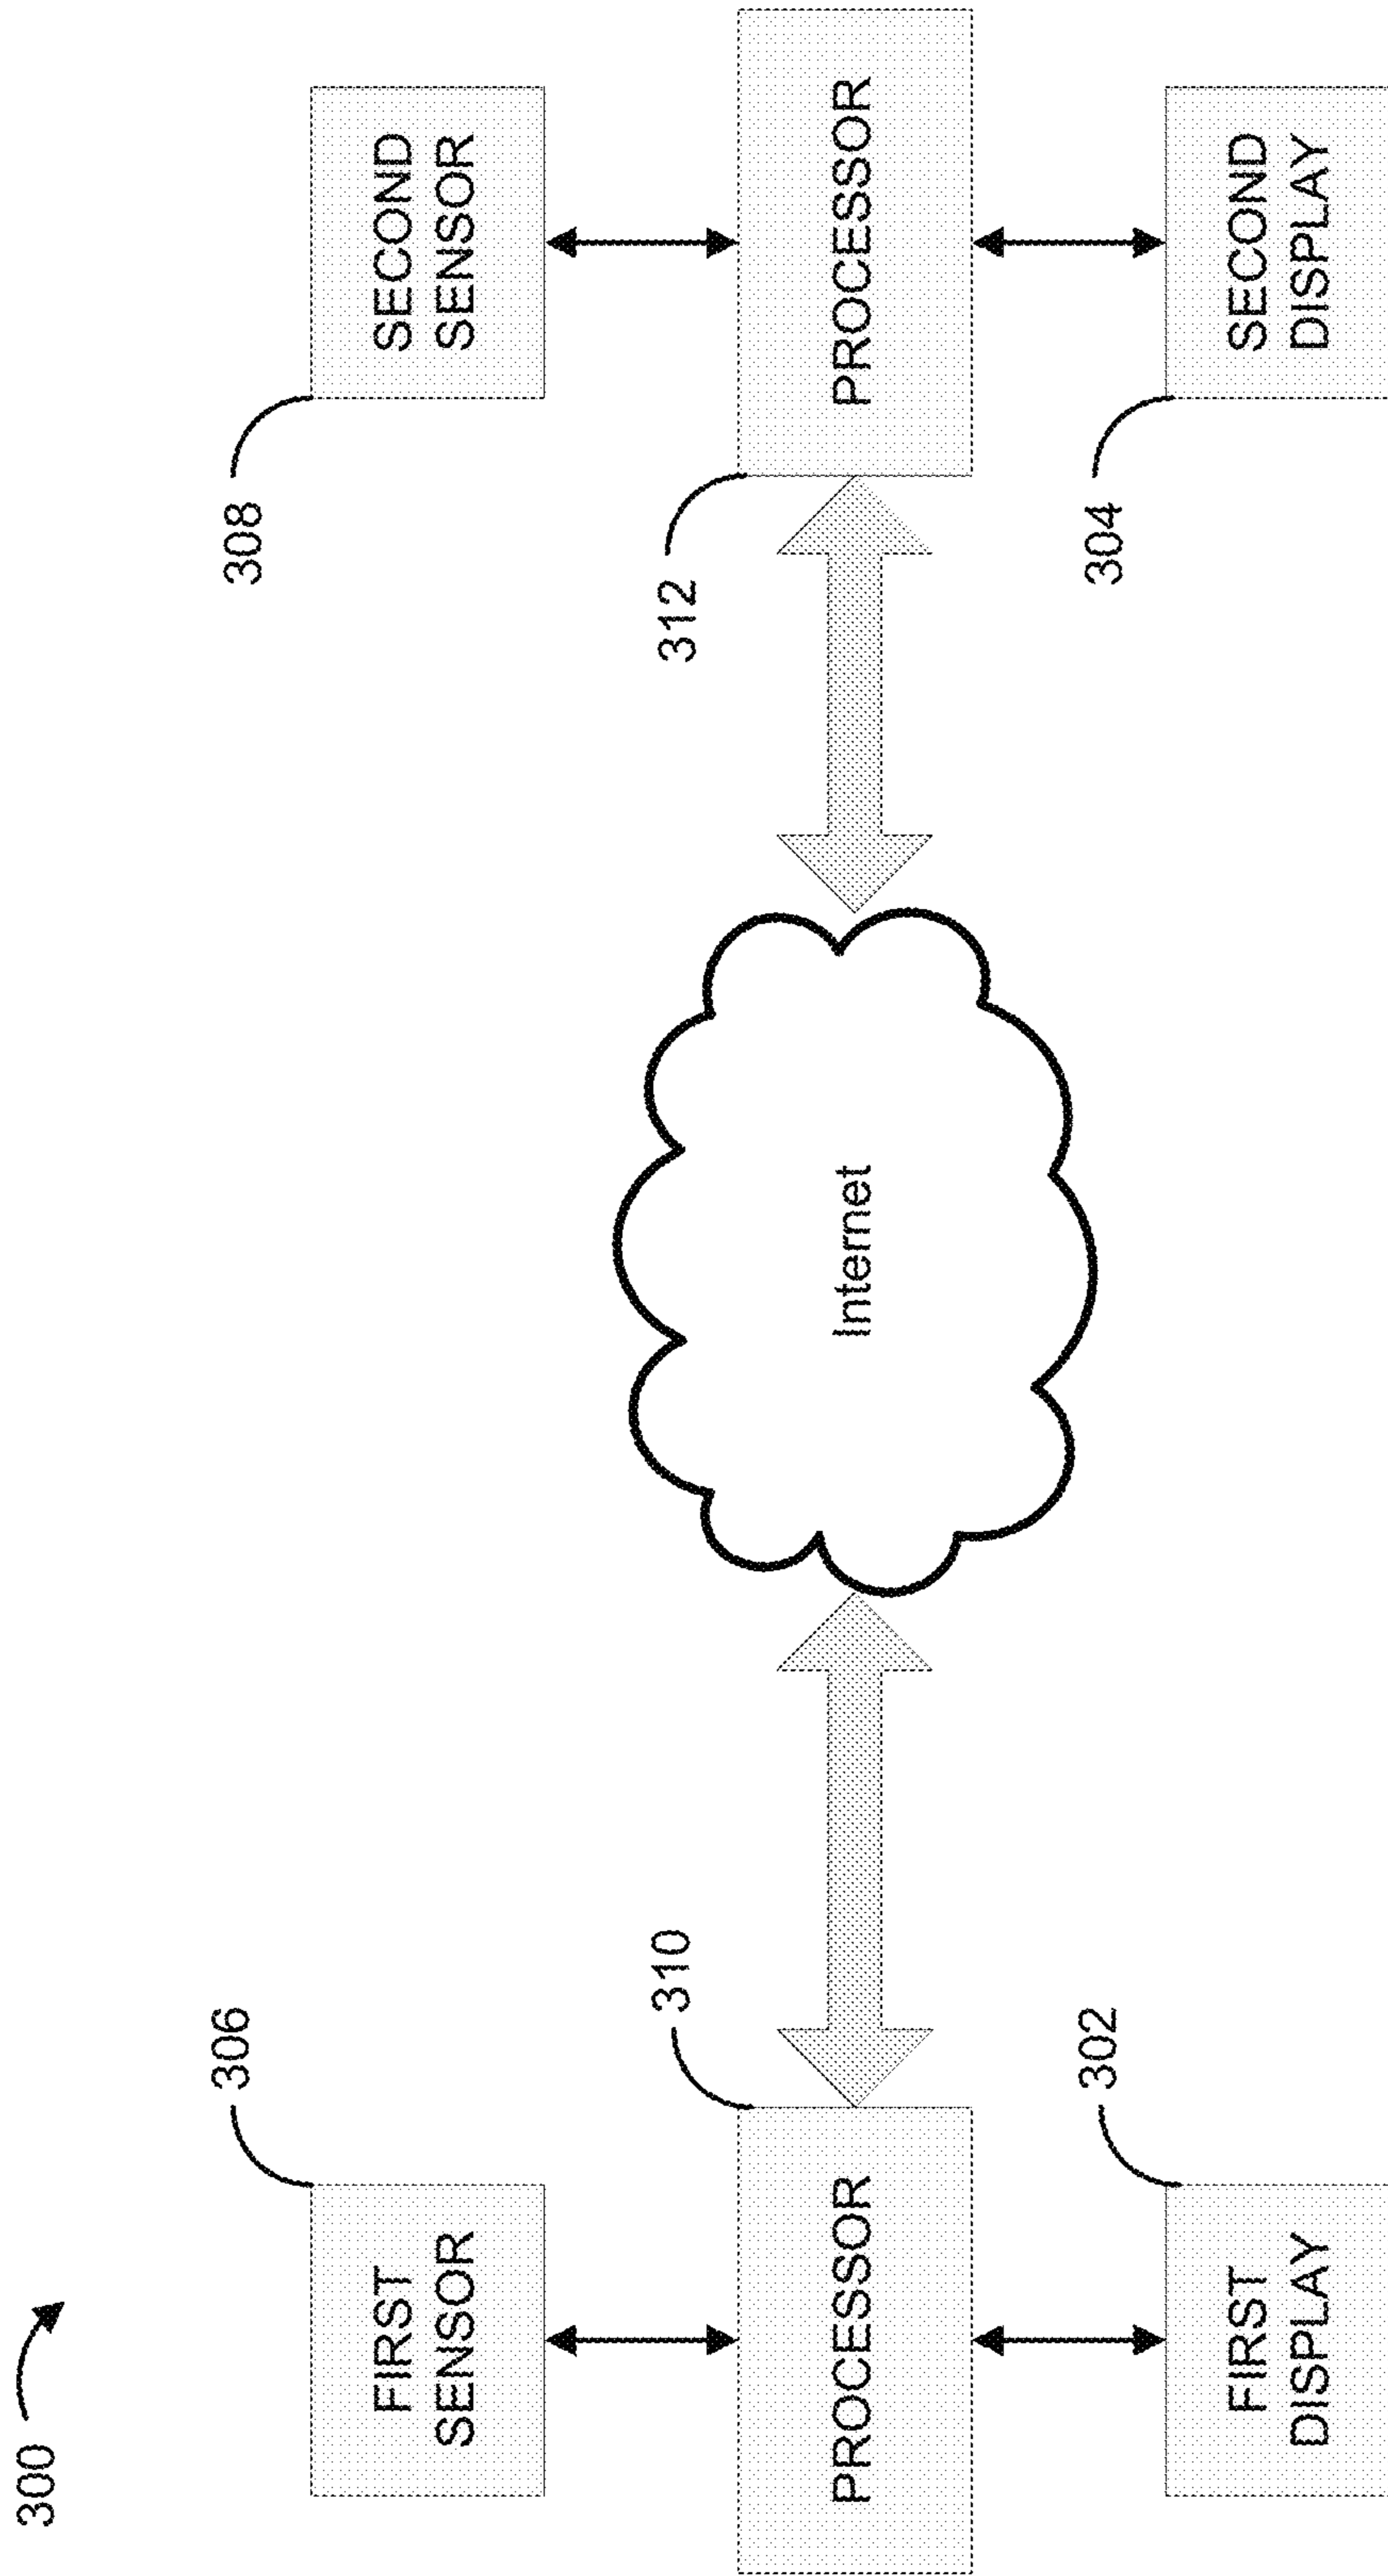 300
306
FIRST
SENSOR
310
PROCESSOR
302
FIRST
DISPLAY
Internet
308
SECOND
SENSOR
312
PROCESSOR
304
SECOND
DISPLAY